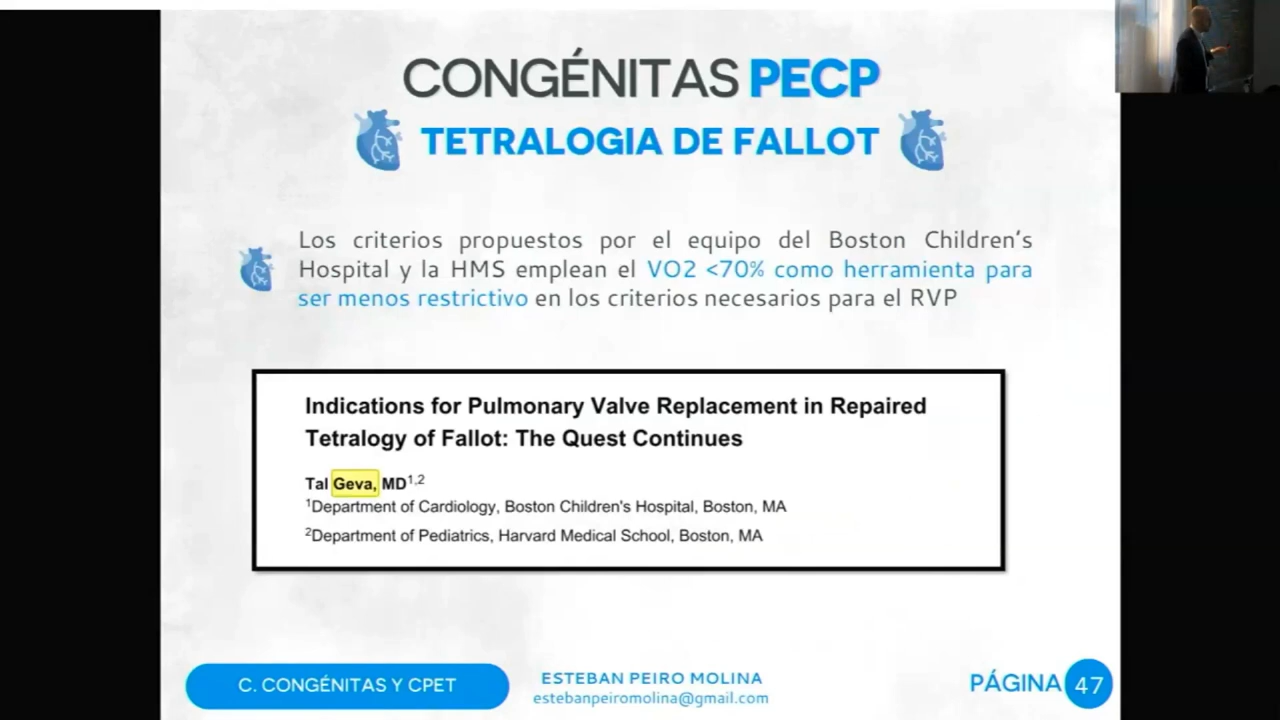 CONGÉNITAS PECP
TETRALOGIA DE FALLOT
Los criterios propuestos por el equipo del Boston Children's
Hospital y la HMS emplean el VO2 <70% como herramienta para
ser menos restrictivo en los criterios necesarios para el RVP
Indications for Pulmonary Valve Replacement in Repaired
Tetralogy of Fallot: The Quest Continues
Tal Geva, MD1,2
1Department of Cardiology, Boston Children's Hospital, Boston, MA
2Department of Pediatrics, Harvard Medical School, Boston, MA
C. CONGÉNITAS Y CPET
ESTEBAN PEIRO MOLINA
estebanpeiromolina@gmail.com
PÁGINA 47